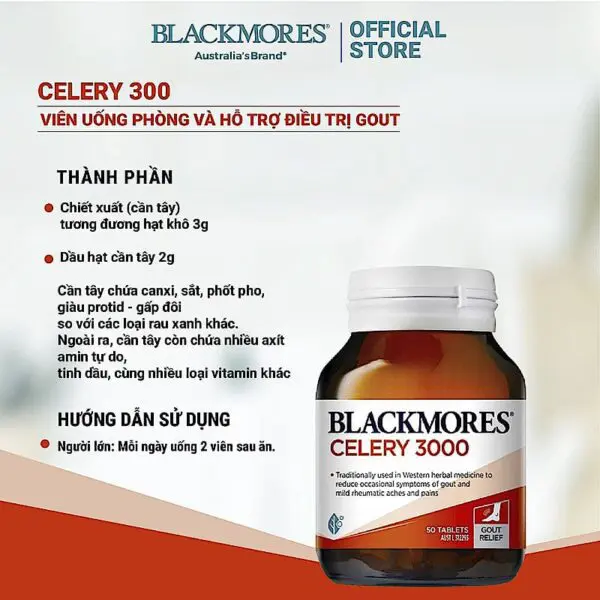 BLACKMORES®
Australia's Brand*
OFFICIAL
STORE
CELERY 300
VIÊN UỐNG PHÒNG VÀ HỖ TRỢ ĐIỀU TRỊ GOUT
THÀNH PHẦN
Chiết xuất (cần tây)
tương đương hạt khô 3g
Dầu hạt cần tây 2g
Cần tây chứa canxi, sắt, phốt pho,
giàu protid - gấp đôi
so với các loại rau xanh khác.
Ngoài ra, cần tây còn chứa nhiều axít
amin tự do,
tinh dầu, cùng nhiều loại vitamin khác
HƯỚNG DẪN SỬ DỤNG
Người lớn: Mỗi ngày uống 2 viên sau ăn.
BLACKMORES®
CELERY 3000
• Traditionally used in Western herbal medicine to
reduce occasional symptoms of gout and
mild rheumatic aches and pains
50 TABLETS
GOUT
RELIEF